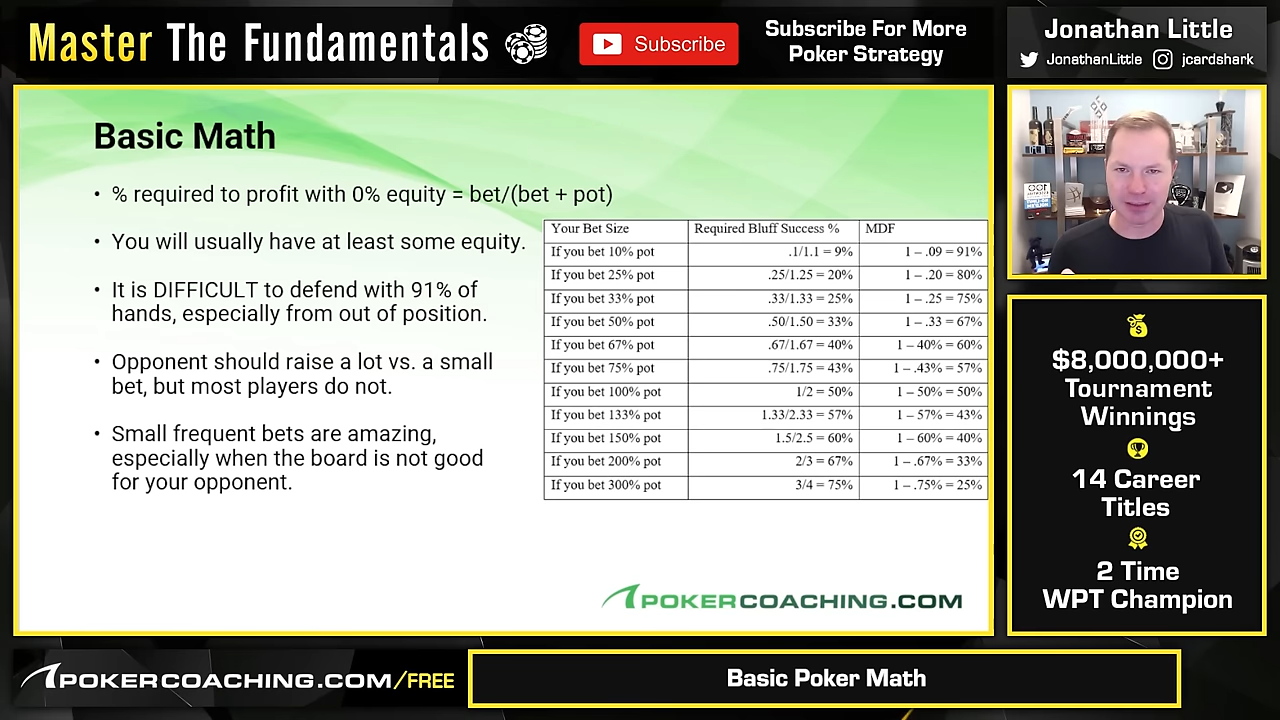 Master The Fundamentals
Subscribe
Subscribe For More
Poker Strategy
Jonathan Little
JonathanLittle jcardshark
Basic Math
• % required to profit with 0% equity = bet/(bet + pot)
• You will usually have at least some equity.
• It is DIFFICULT to defend with 91% of
hands, especially from out of position.
• Opponent should raise a lot vs. a small
bet, but most players do not.
• Small frequent bets are amazing,
especially when the board is not good
for your opponent.
Your Bet Size Required Bluff Success % MDF
If you bet 10% pot .1/1.1 = 9% 1 – .09 = 91%
If you bet 25% pot .25/1.25 = 20% 1 – .20 = 80%
If you bet 33% pot .33/1.33 = 25% 1 – .25 = 75%
If you bet 50% pot .50/1.50 = 33% 1 – .33 = 67%
If you bet 67% pot .67/1.67 = 40% 1 – 40% = 60%
If you bet 75% pot .75/1.75 = 43% 1 – .43% = 57%
If you bet 100% pot 1/2 = 50% 1 – 50% = 50%
If you bet 133% pot 1.33/2.33 = 57% 1 – 57% = 43%
If you bet 150% pot 1.5/2.5 = 60% 1 – 60% = 40%
If you bet 200% pot 2/3 = 67% 1 – .67% = 33%
If you bet 300% pot 3/4 = 75% 1 – .75% = 25%
POKERCOACHING.COM
$8,000,000+
Tournament
Winnings
14 Career
Titles
2 Time
WPT Champion
POKERCOACHING.COM/FREE
Basic Poker Math